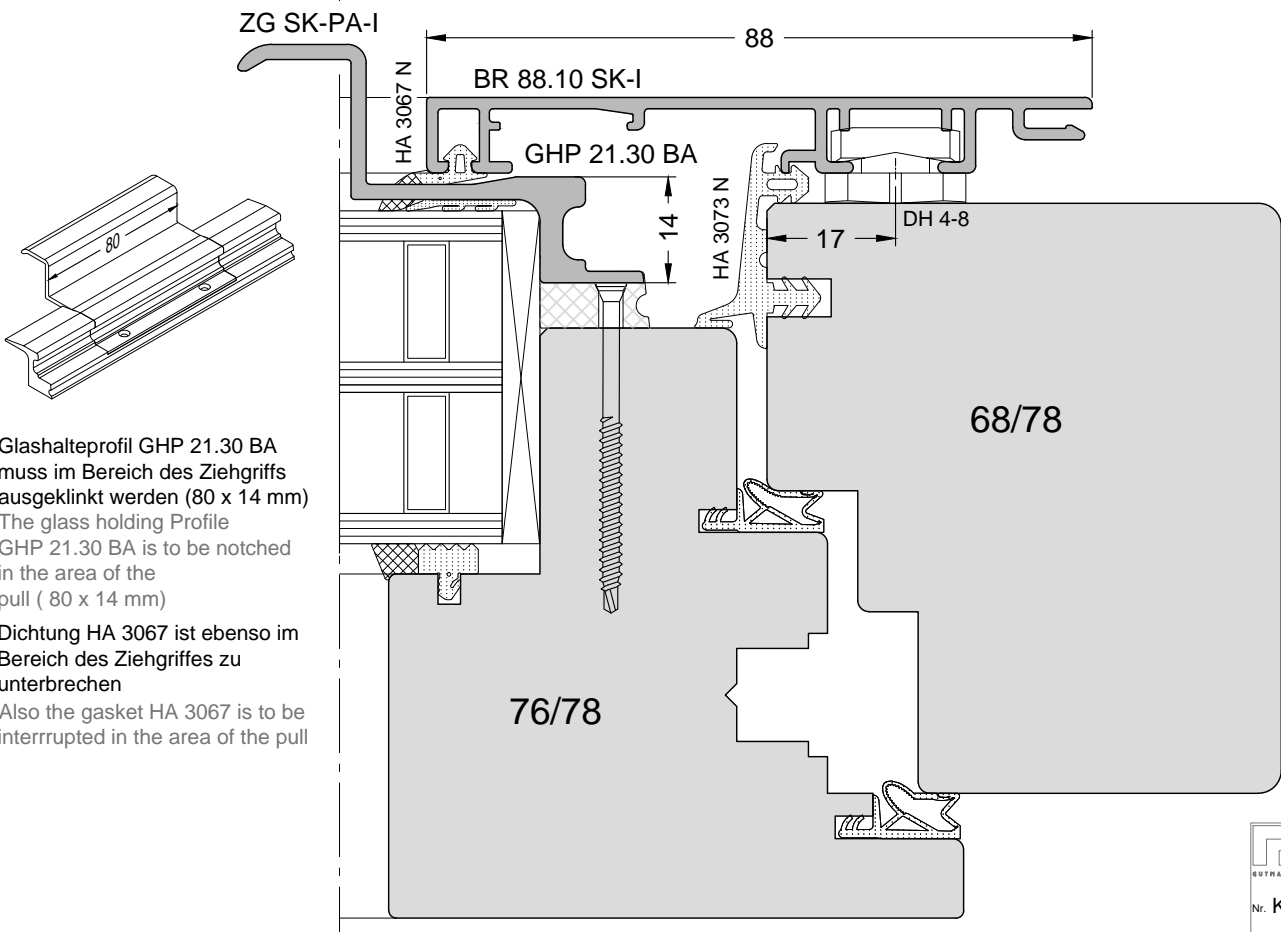 ZG SK-PA-I
88
HA 3067 N
BR 88.10 SK-I
GHP 21.30 BA
14
HA 3073 N
17
DH 4-8
80
68/78
76/78
Glashalteprofil GHP 21.30 BA
muss im Bereich des Ziehgriffs
ausgeklinkt werden (80 x 14 mm)
The glass holding Profile
GHP 21.30 BA is to be notched
in the area of the
pull ( 80 x 14 mm)
Dichtung HA 3067 ist ebenso im
Bereich des Ziehgriffes zu
unterbrechen
Also the gasket HA 3067 is to be
interrrupted in the area of the pull
Nr. K